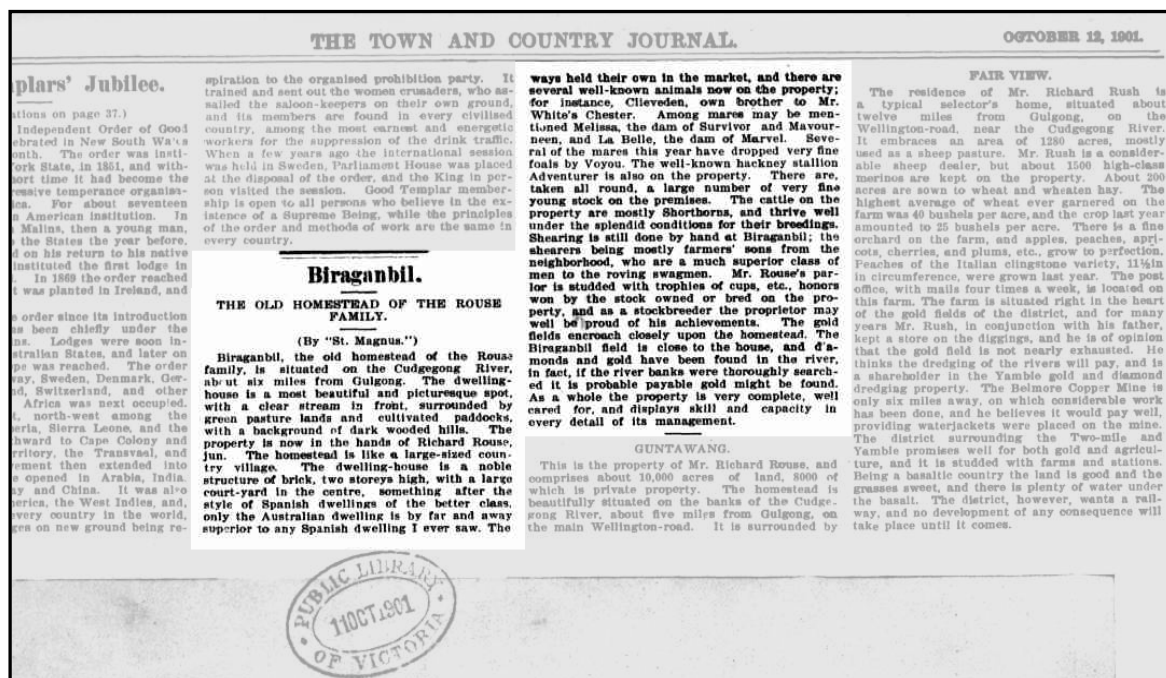 THE TOWN AND COUNTRY JOURNAL.
OCTOBER 12, 1901.
plars' Jubilee.
ations on page 37.)
Independent Order of Good
ebrated in New South Wales
onth. The order was insti-
York State, in 1851, and with-
ort time it had become the
ressive temperance organisa-
ica. For about seventeen
n American institution. In
Malins, then a young man,
the States the year before,
d on his return to his native
instituted the first lodge in
. In 1869 the order reached
t was planted in Ireland, and
e order since its introduction
as been chiefly under the
ns. Lodges were soon in-
stralian States, and later on
pe was reached. The order
way, Sweden, Denmark, Ger-
nd, Switzerland, and other
Africa was next occupied,
, north-west among the
eria, Sierra Leone, and the
thward to Cape Colony and
rritory, the Transvaal, and
ement then extended into
e opened in Arabia, India,
ay and China. It was also
merica, the West Indies, and,
every country in the world,
ges on new ground being re-
spiration to the organised prohibition party. It
trained and sent out the women crusaders, who as-
sailed the saloon-keepers on their own ground,
and its members are found in every civilised
country, among the most earnest and energetic
workers for the suppression of the drink traffic.
When a few years ago the international session
was held in Sweden, Parliament House was placed
at the disposal of the order, and the King in per-
son visited the session. Good Templar member-
ship is open to all persons who believe in the ex-
istence of a Supreme Being, while the principles
of the order and methods of work are the same in
every country.
Biraganbil.
THE OLD HOMESTEAD OF THE ROUSE
FAMILY.
(By "St. Magnus.")
Biraganbil, the old homestead of the Rouse
family, is situated on the Cudgegong River,
about six miles from Gulgong. The dwelling-
house is a most beautiful and picturesque spot,
with a clear stream in front, surrounded by
green pasture lands and cultivated paddocks,
with a background of dark wooded hills. The
property is now in the hands of Richard Rouse,
jun. The homestead is like a large-sized coun-
try village. The dwelling-house is a noble
structure of brick, two storeys high, with a large
court-yard in the centre, something after the
style of Spanish dwellings of the better class,
only the Australian dwelling is by far and away
superior to any Spanish dwelling I ever saw. The
ways held their own in the market, and there are
several well-known animals now on the property;
for instance, Clieveden, own brother to Mr.
White's Chester. Among mares may be men-
tioned Melissa, the dam of Survivor and Mavour-
neen, and La Belle, the dam of Marvel. Seve-
ral of the mares this year have dropped very fine
foals by Voyou. The well-known hackney stallion
Adventurer is also on the property. There are,
taken all round, a large number of very fine
young stock on the premises. The cattle on the
property are mostly Shorthorns, and thrive well
under the splendid conditions for their breedings.
Shearing is still done by hand at Biraganbil; the
shearers being mostly farmers' sons from the
neighborhood, who are a much superior class of
men to the roving swagmen. Mr. Rouse's par-
lor is studded with trophies of cups, etc., honors
won by the stock owned or bred on the pro-
perty, and as a stockbreeder the proprietor may
well be proud of his achievements. The gold
fields encroach closely upon the homestead. The
Biraganbil field is close to the house, and d'a-
monds and gold have been found in the river,
in fact, if the river banks were thoroughly search-
ed it is probable payable gold might be found.
As a whole the property is very complete, well
cared for, and displays skill and capacity in
every detail of its management.
GUNTAWANG.
This is the property of Mr. Richard Rouse, and
comprises about 10,000 acres of land, 8000 of
which is private property. The homestead is
beautifully situated on the banks of the Cudge-
gong River, about five miles from Gulgong, on
the main Wellington-road. It is surrounded by
FAIR VIEW.
The residence of Mr. Richard Rush is
a typical selector's home, situated about
twelve miles from Gulgong, on the
Wellington-road, near the Cudgegong River.
It embraces an area of 1280 acres, mostly
used as a sheep pasture. Mr. Rush is a consider-
able sheep dealer, but about 1500 high-class
merinoes are kept on the property. About 200
acres are sown to wheat and wheaten hay. The
highest average of wheat ever garnered on the
farm was 40 bushels per acre, and the crop last year
amounted to 25 bushels per acre. There is a fine
orchard on the farm, and apples, peaches, apri-
cots, cherries, and plums, etc., grow to perfection.
Peaches of the Italian clingstone variety, 11½in
in circumference, were grown last year. The post
office, with mails four times a week, is located on
this farm. The farm is situated right in the heart
of the gold fields of the district, and for many
years Mr. Rush, in conjunction with his father,
kept a store on the diggings, and he is of opinion
that the gold field is not nearly exhausted. He
thinks the dredging of the rivers will pay, and is
a shareholder in the Yamble gold and diamond
dredging property. The Belmore Copper Mine is
only six miles away, on which considerable work
has been done, and he believes it would pay well,
providing waterjackets were placed on the mine.
The district surrounding the Two-mile and
Yamble promises well for both gold and agricul-
ture, and it is studded with farms and stations.
Being a basaltic country the land is good and the
grasses sweet, and there is plenty of water under
the basalt. The district, however, wants a rail-
way, and no development of any consequence will
take place until it comes.
PUBLIC LIBRARY
11OCT1901
OF VICTORIA